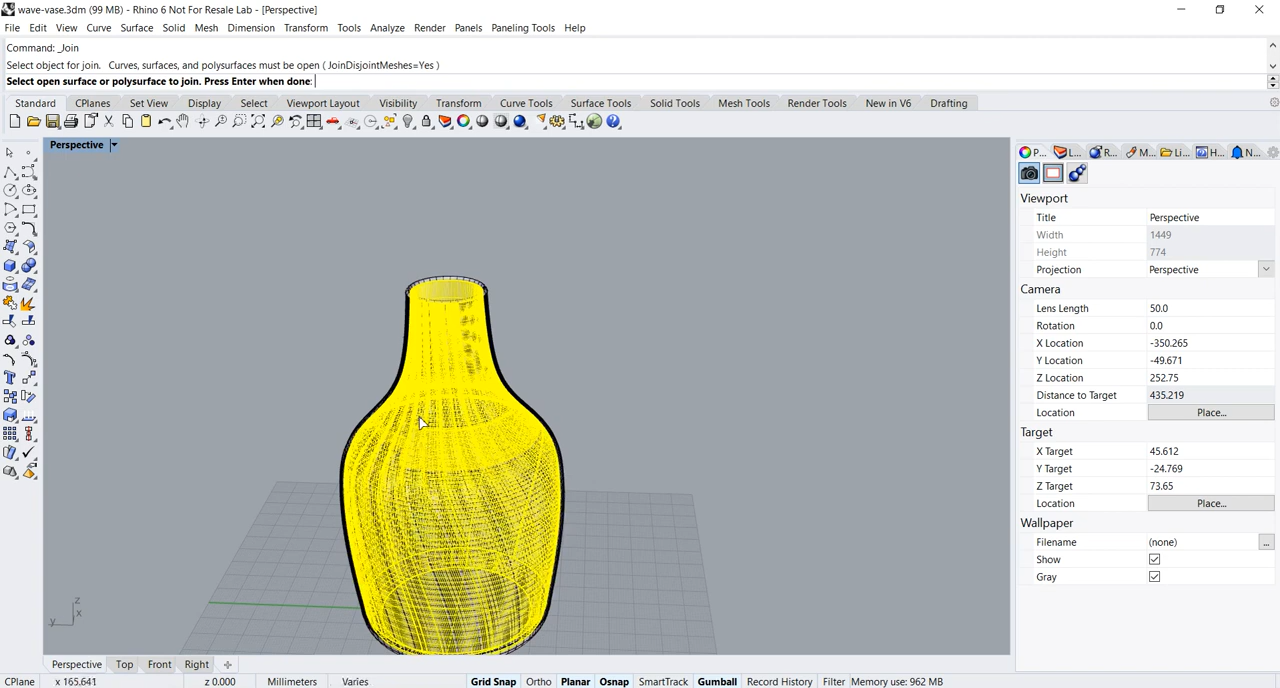 wave-vase.3dm (99 MB) - Rhino 6 Not For Resale Lab - [Perspective]
File Edit View Curve Surface Solid Mesh Dimension Transform Tools Analyze Render Panels Paneling Tools Help
Command: _Join
Select object for join.  Curves, surfaces, and polysurfaces must be open ( JoinDisjointMeshes=Yes )
Select open surface or polysurface to join. Press Enter when done:
Standard CPlanes Set View Display Select Viewport Layout Visibility Transform Curve Tools Surface Tools Solid Tools Mesh Tools Render Tools New in V6 Drafting
Perspective
P... L... R... M... Li... H... N...
Viewport
Title Perspective
Width 1449
Height 774
Projection Perspective
Camera
Lens Length 50.0
Rotation 0.0
X Location -350.265
Y Location -49.671
Z Location 252.75
Distance to Target 435.219
Location Place...
Target
X Target 45.612
Y Target -24.769
Z Target 73.65
Location Place...
Wallpaper
Filename (none) ...
Show
Gray
z
x
y
Perspective Top Front Right
CPlane x 165.641 z 0.000 Millimeters Varies Grid Snap Ortho Planar Osnap SmartTrack Gumball Record History Filter Memory use: 962 MB